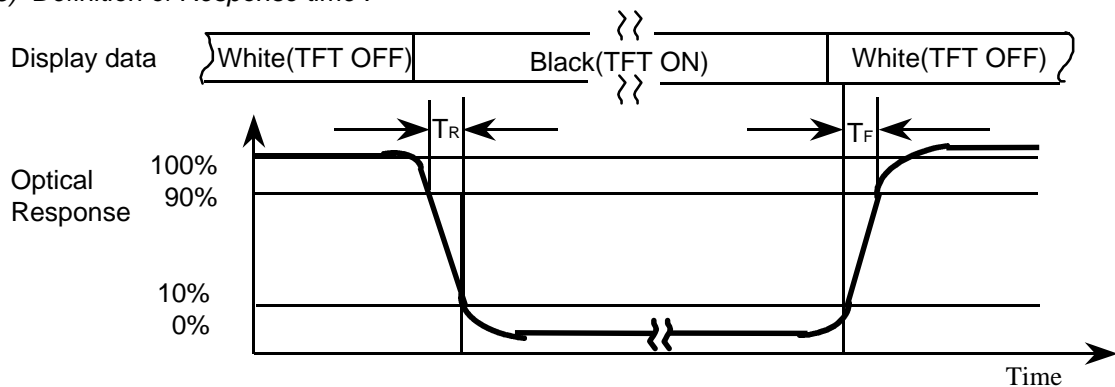 Definition of Response time :
Display data
White(TFT OFF)
Black(TFT ON)
White(TFT OFF)
TR
TF
100%
Optical
Response
90%
10%
0%
Time